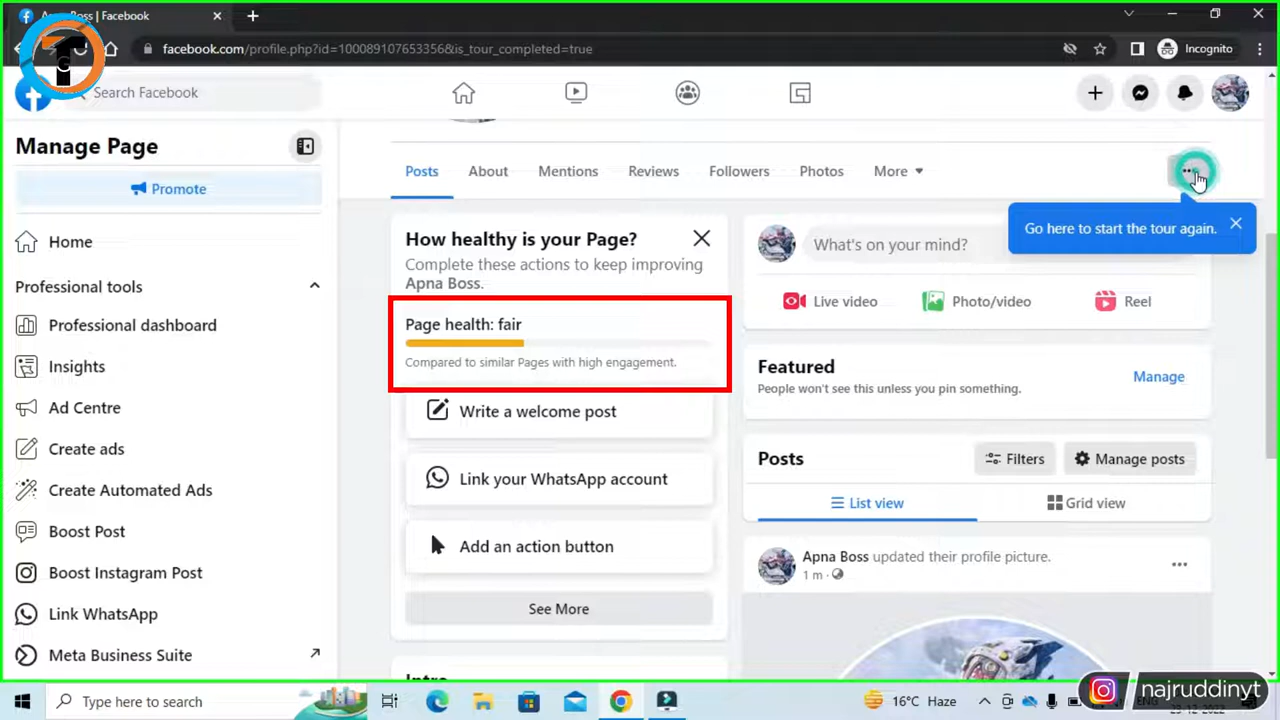 Apna Boss | Facebook
facebook.com/profile.php?id=100089107653356&is_tour_completed=true
Incognito
Search Facebook
Manage Page
Promote
Home
Professional tools
Professional dashboard
Insights
Ad Centre
Create ads
Create Automated Ads
Boost Post
Boost Instagram Post
Link WhatsApp
Meta Business Suite
Posts About Mentions Reviews Followers Photos More
Go here to start the tour again.
How healthy is your Page?
Complete these actions to keep improving
Apna Boss.
Page health: fair
Compared to similar Pages with high engagement.
Write a welcome post
Link your WhatsApp account
Add an action button
See More
Intro
What's on your mind?
Live video Photo/video Reel
Featured
People won't see this unless you pin something.
Manage
Posts
Filters Manage posts
List view Grid view
Apna Boss updated their profile picture.
1 m
Type here to search
16°C Haze
ENG
najruddinyt
23-12-2022